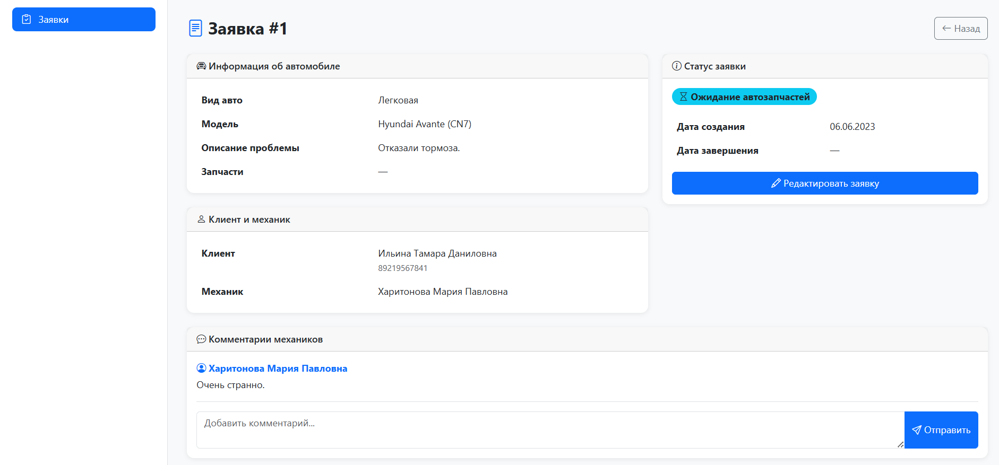 Заявки
Заявка #1
Назад
Информация об автомобиле
Вид авто Легковая
Модель Hyundai Avante (CN7)
Описание проблемы Отказали тормоза.
Запчасти —
Статус заявки
Ожидание автозапчастей
Дата создания 06.06.2023
Дата завершения —
Редактировать заявку
Клиент и механик
Клиент Ильина Тамара Даниловна
89219567841
Механик Харитонова Мария Павловна
Комментарии механиков
Харитонова Мария Павловна
Очень странно.
Добавить комментарий...
Отправить